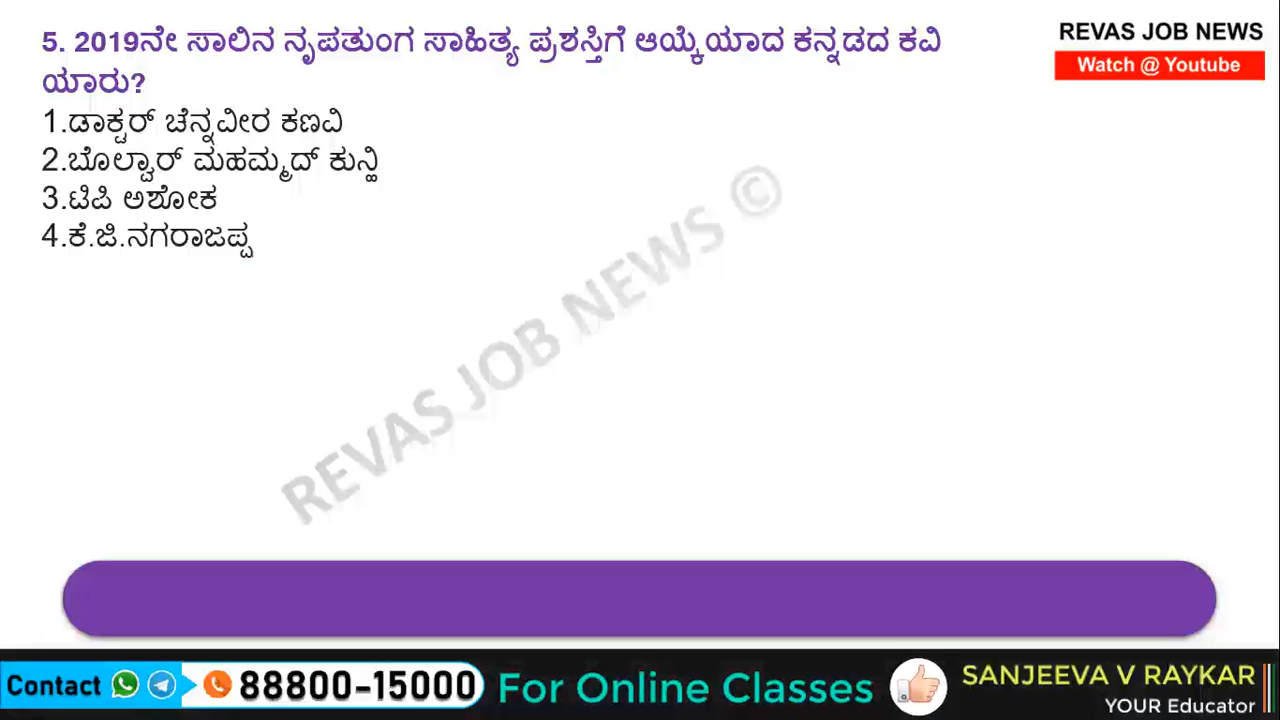 5. 2019ನೇ ಸಾಲಿನ ನೃಪತುಂಗ ಸಾಹಿತ್ಯ ಪ್ರಶಸ್ತಿಗೆ ಆಯ್ಕೆಯಾದ ಕನ್ನಡದ ಕವಿ
ಯಾರು?
1.ಡಾಕ್ಟರ್ ಚೆನ್ನವೀರ ಕಣವಿ
2.ಬೊಲ್ವಾರ್ ಮಹಮ್ಮದ್ ಕುನ್ಹಿ
3.ಟಿಪಿ ಅಶೋಕ
4.ಕೆ.ಜಿ.ನಗರಾಜಪ್ಪ
REVAS JOB NEWS
Watch @ Youtube
REVAS JOB NEWS ©
Contact 88800-15000 For Online Classes
SANJEEVA V RAYKAR
YOUR Educator